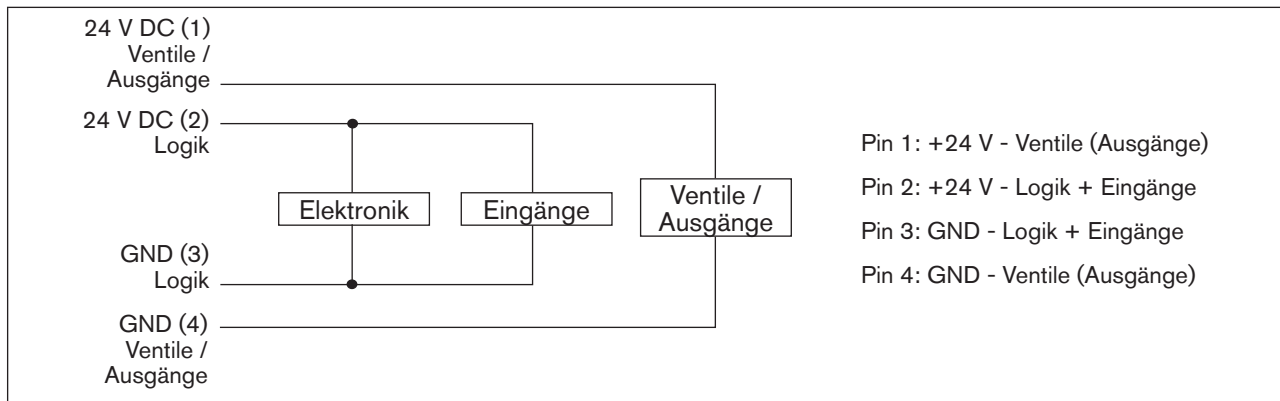 24 V DC (1)
Ventile /
Ausgänge
24 V DC (2)
Logik
Elektronik
Eingänge
Ventile /
Ausgänge
GND (3)
Logik
GND (4)
Ventile /
Ausgänge
Pin 1: +24 V - Ventile (Ausgänge)
Pin 2: +24 V - Logik + Eingänge
Pin 3: GND - Logik + Eingänge
Pin 4: GND - Ventile (Ausgänge)